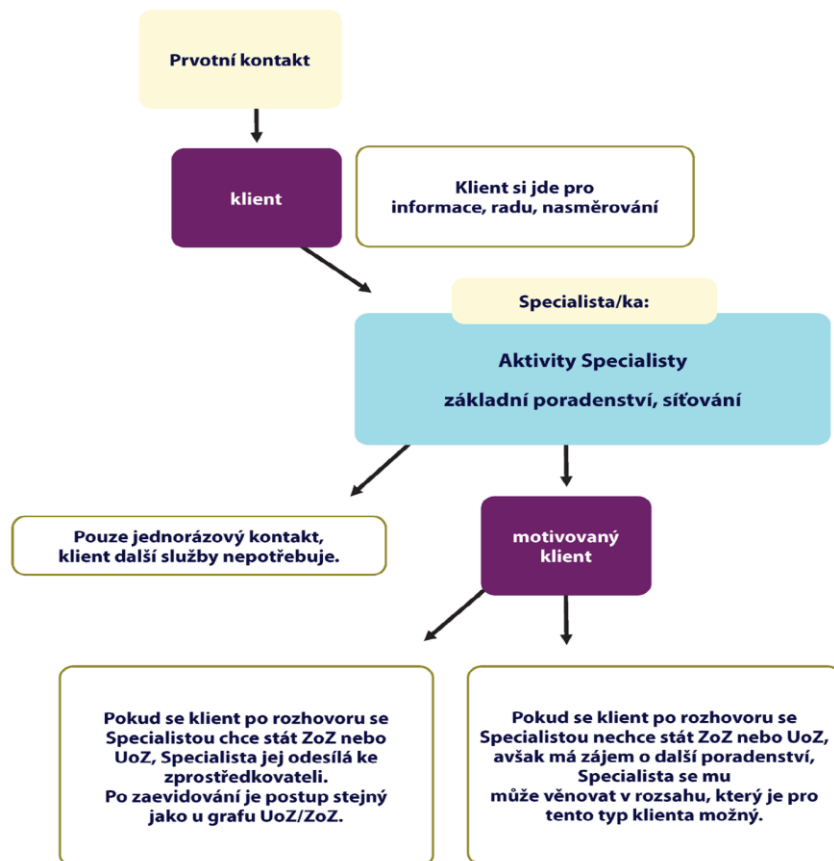 Prvotní kontakt
klient
Klient si jde pro
informace, radu, nasměrování
Specialista/ka:
Aktivity Specialisty
základní poradenství, síťování
Pouze jednorázový kontakt,
klient další služby nepotřebuje.
motivovaný
klient
Pokud se klient po rozhovoru se
Specialistou chce stát ZoZ nebo
UoZ, Specialista jej odesílá ke
zprostředkovateli.
Po zaevidování je postup stejný
jako u grafu UoZ/ZoZ.
Pokud se klient po rozhovoru se
Specialistou nechce stát ZoZ nebo UoZ,
avšak má zájem o další poradenství,
Specialista se mu
může věnovat v rozsahu, který je pro
tento typ klienta možný.